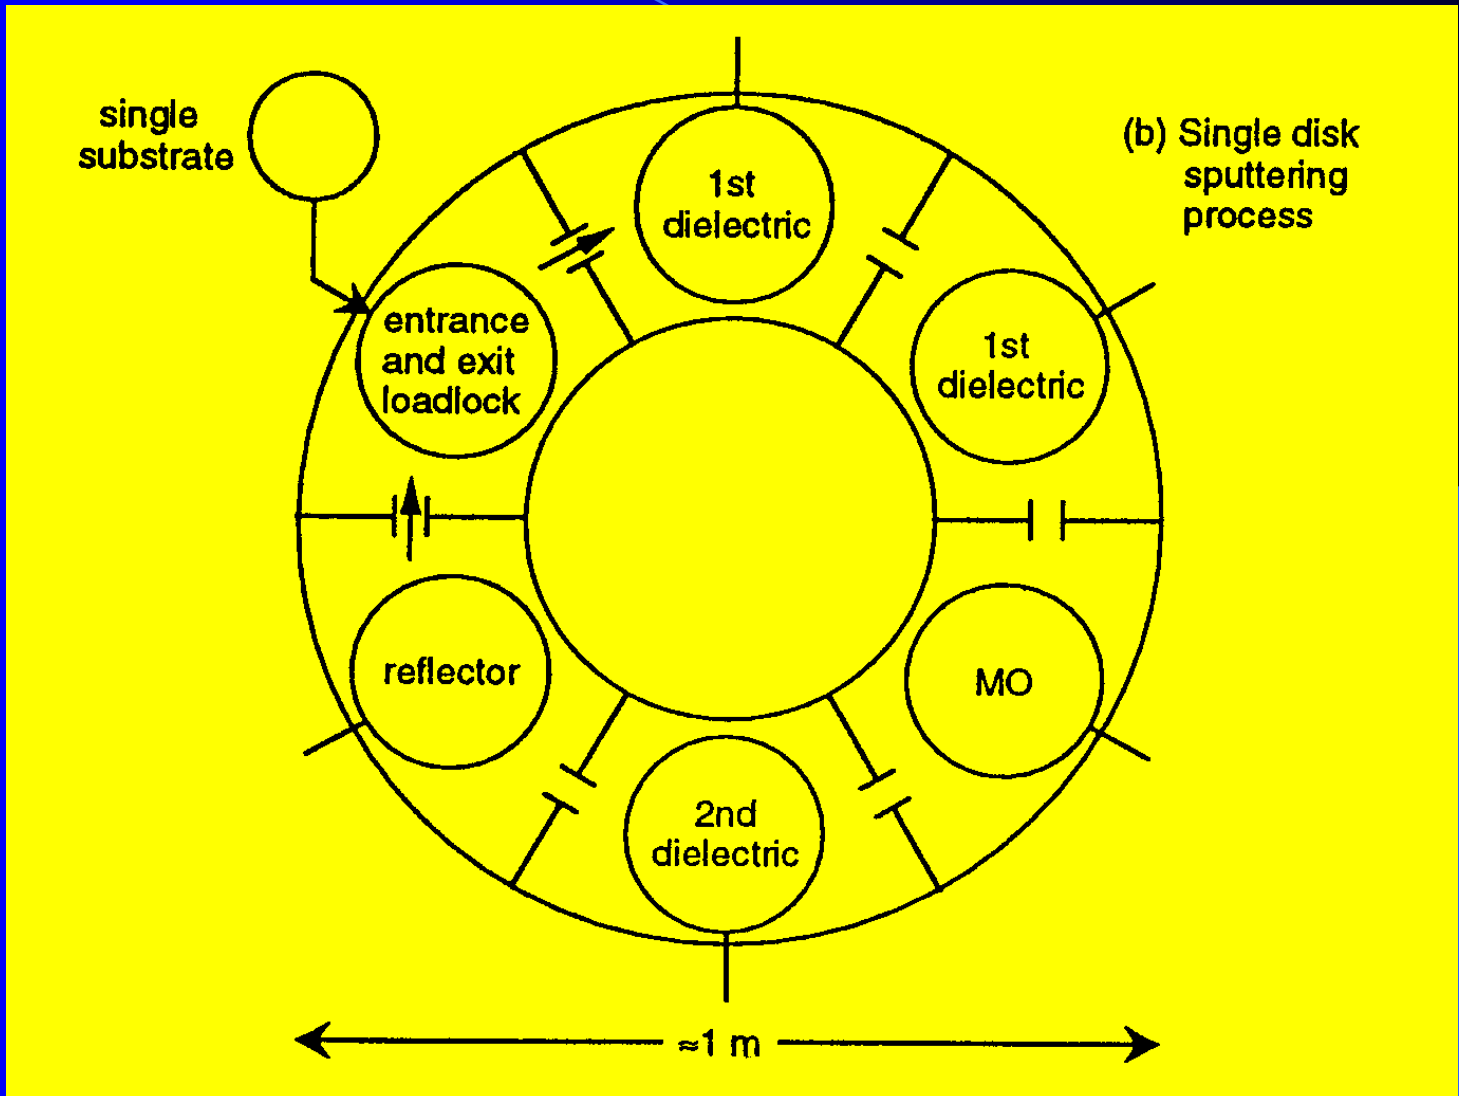 single
substrate
(b) Single disk
sputtering
process
1st
dielectric
entrance
and exit
loadlock
1st
dielectric
reflector
MO
2nd
dielectric
≈1 m